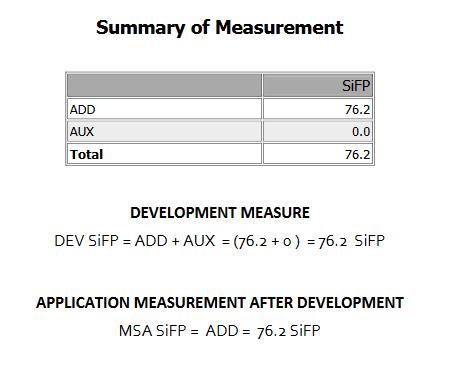 Summary of Measurement
SiFP
ADD 76.2
AUX 0.0
Total 76.2
DEVELOPMENT MEASURE
DEV SiFP = ADD + AUX = (76.2 + 0 ) = 76.2 SiFP
APPLICATION MEASUREMENT AFTER DEVELOPMENT
MSA SiFP = ADD = 76.2 SiFP